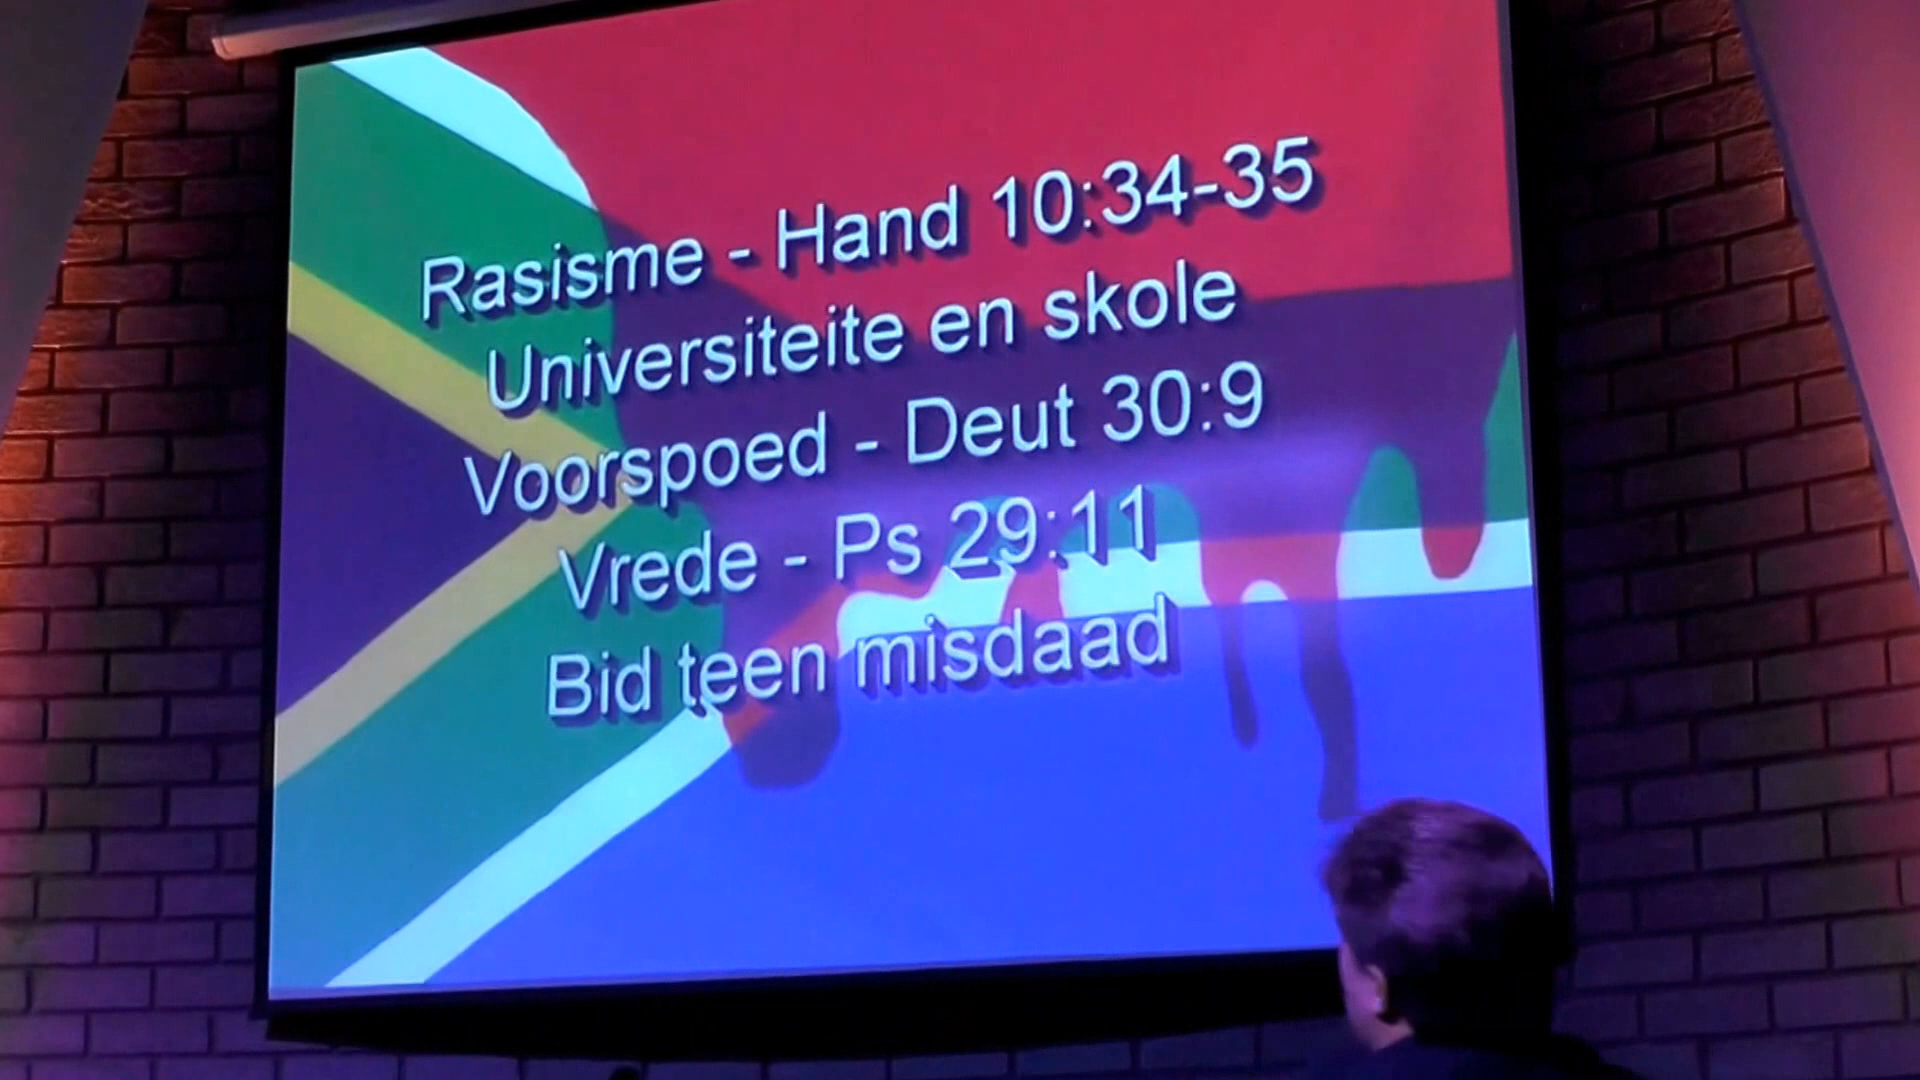 Rasisme - Hand 10:34-35
Universiteite en skole
Voorspoed - Deut 30:9
Vrede - Ps 29:11
Bid teen misdaad